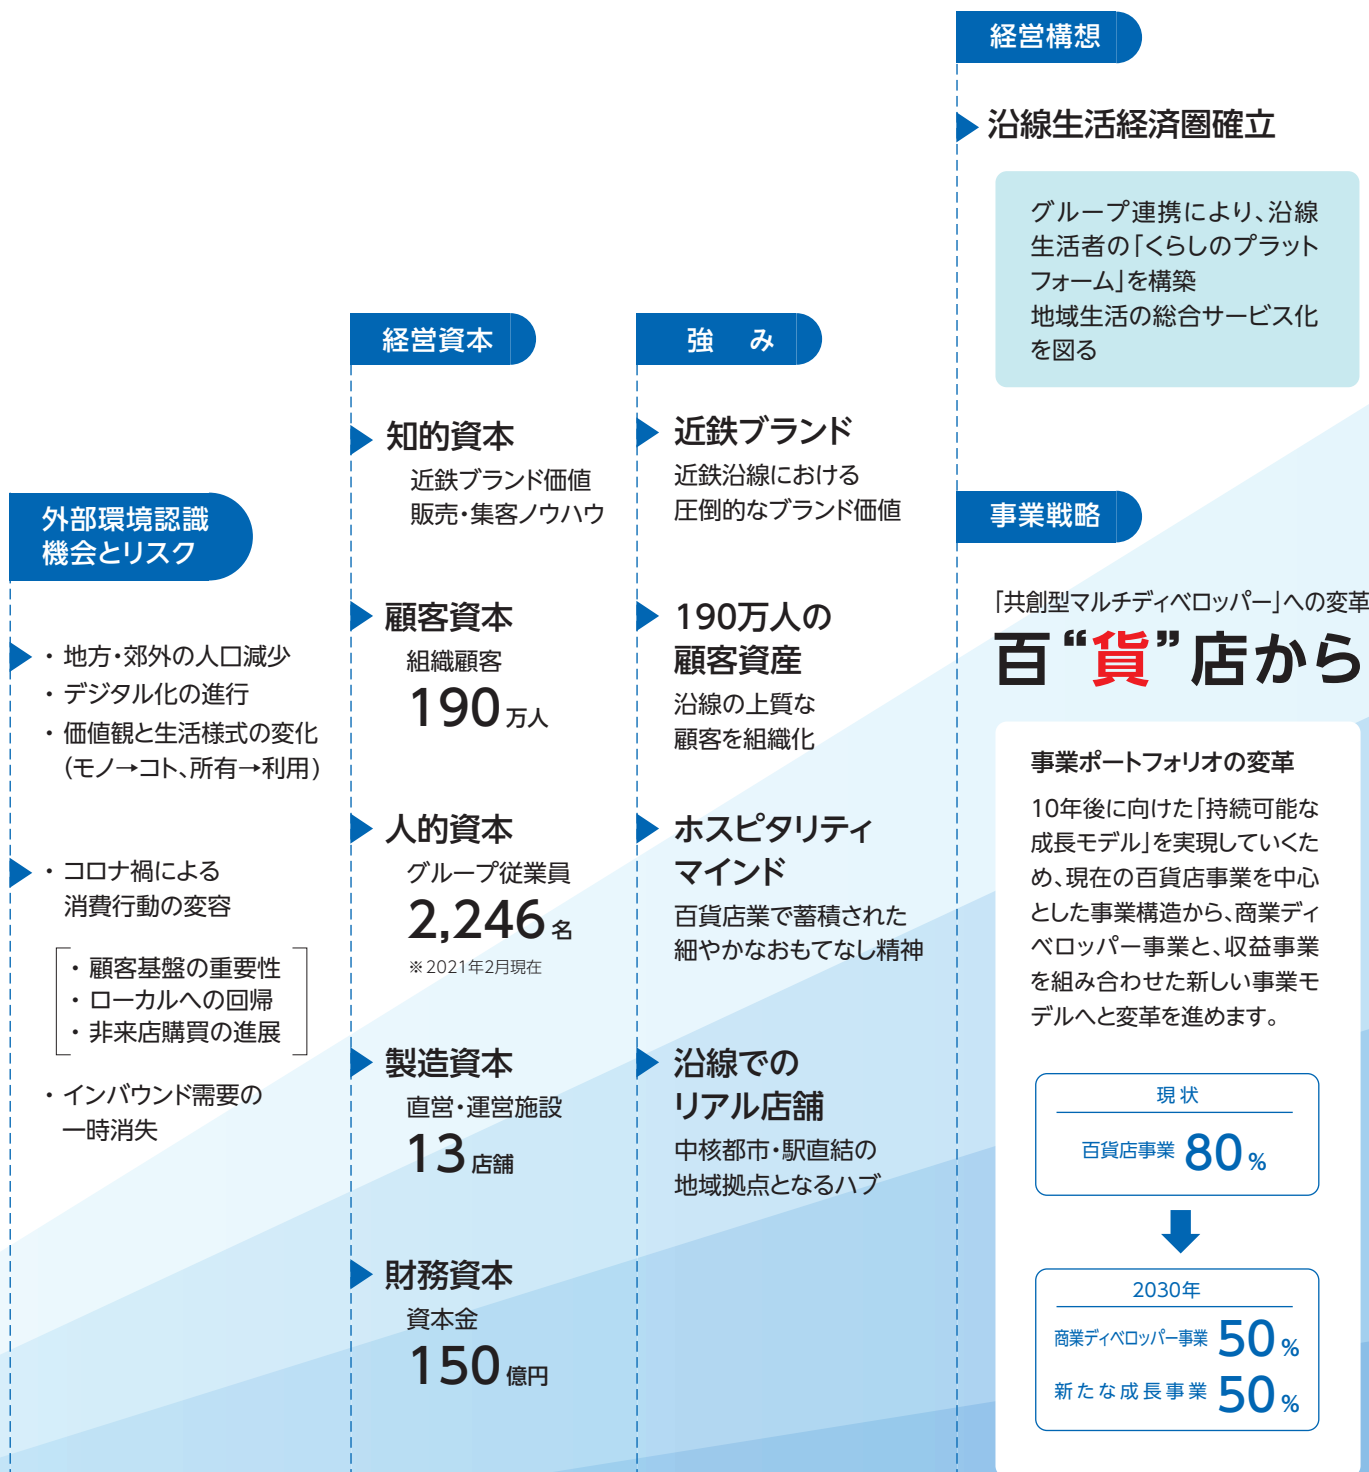 外部環境認識
機会とリスク
・ 地方・郊外の人口減少
・ デジタル化の進行
・ 価値観と生活様式の変化
(モノ→コト、所有→利用)
・ コロナ禍による
消費行動の変容
・ 顧客基盤の重要性
・ ローカルへの回帰
・ 非来店購買の進展
・ インバウンド需要の
一時消失
経営資本
知的資本
近鉄ブランド価値
販売・集客ノウハウ
顧客資本
組織顧客
190万人
人的資本
グループ従業員
2,246名
※2021年2月現在
製造資本
直営・運営施設
13店舗
財務資本
資本金
150億円
強 み
近鉄ブランド
近鉄沿線における
圧倒的なブランド価値
190万人の
顧客資産
沿線の上質な
顧客を組織化
ホスピタリティ
マインド
百貨店業で蓄積された
細やかなおもてなし精神
沿線での
リアル店舗
中核都市・駅直結の
地域拠点となるハブ
経営構想
沿線生活経済圏確立
グループ連携により、沿線
生活者の「くらしのプラット
フォーム」を構築
地域生活の総合サービス化
を図る
事業戦略
「共創型マルチディベロッパー」への変革
百“貨”店から
事業ポートフォリオの変革
10年後に向けた「持続可能な
成長モデル」を実現していくた
め、現在の百貨店事業を中心
とした事業構造から、商業ディ
ベロッパー事業と、収益事業
を組み合わせた新しい事業モ
デルへと変革を進めます。
現状
百貨店事業 80%
2030年
商業ディベロッパー事業 50%
新たな成長事業 50%